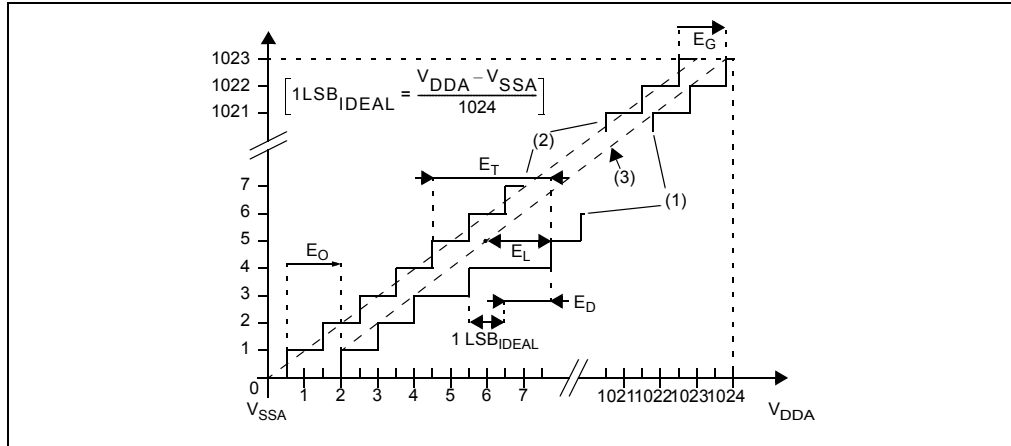 E_G
1023
1022
1021
[1LSB_IDEAL = (V_DDA − V_SSA) / 1024]
(2)
(3)
(1)
E_T
7
6
5
4
3
2
1
0
E_O
E_L
E_D
1 LSB_IDEAL
1 2 3 4 5 6 7 1021 1022 1023 1024
V_SSA
V_DDA